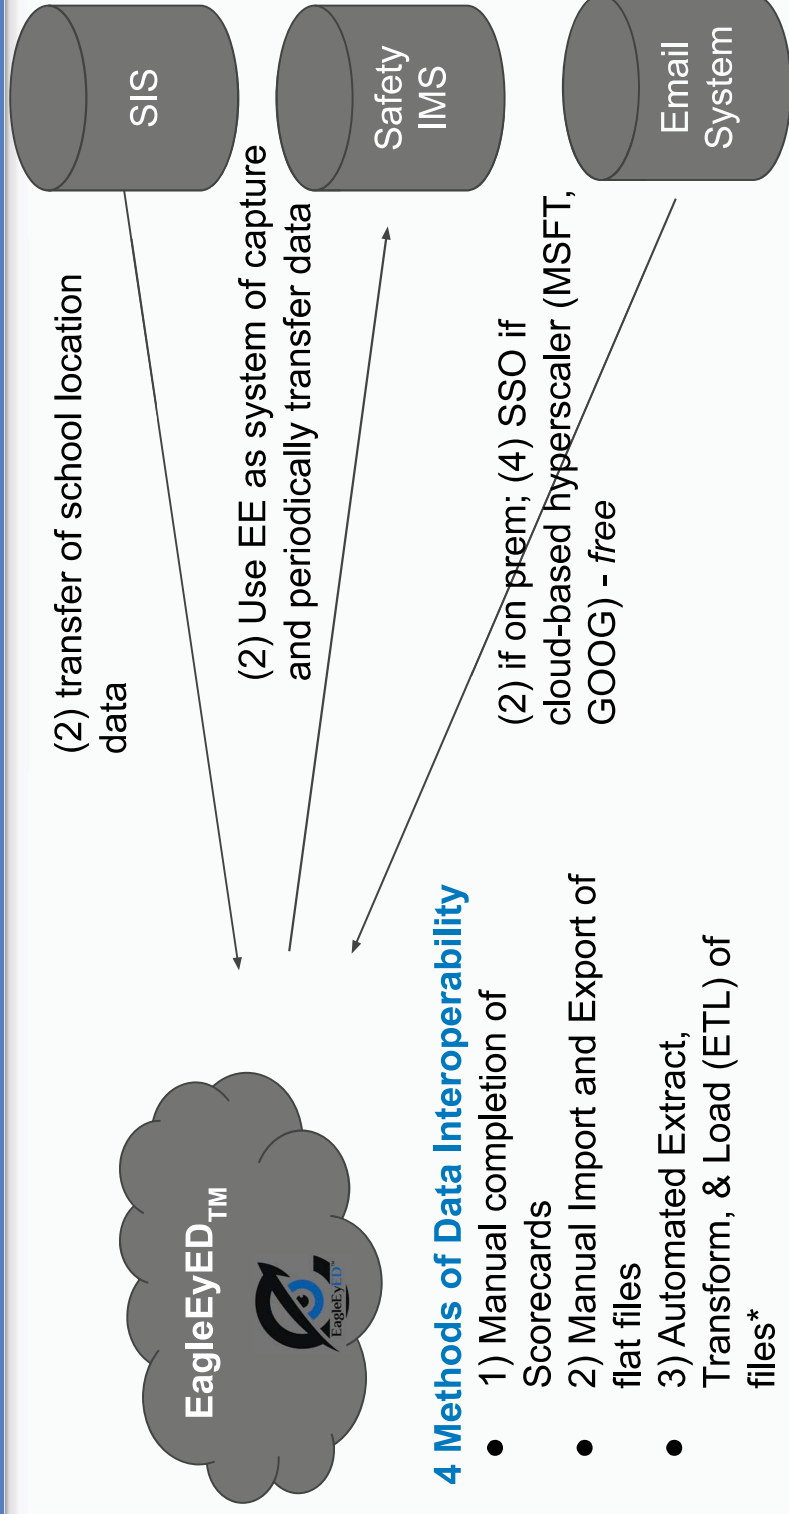 EagleEyED TM
EagleEyED™
4 Methods of Data Interoperability
● 1) Manual completion of
Scorecards
● 2) Manual Import and Export of
flat files
● 3) Automated Extract,
Transform, & Load (ETL) of
files*
(2) transfer of school location
data
(2) Use EE as system of capture
and periodically transfer data
(2) if on prem; (4) SSO if
cloud-based hyperscaler (MSFT,
GOOG) - free
SIS
Safety
IMS
Email
System